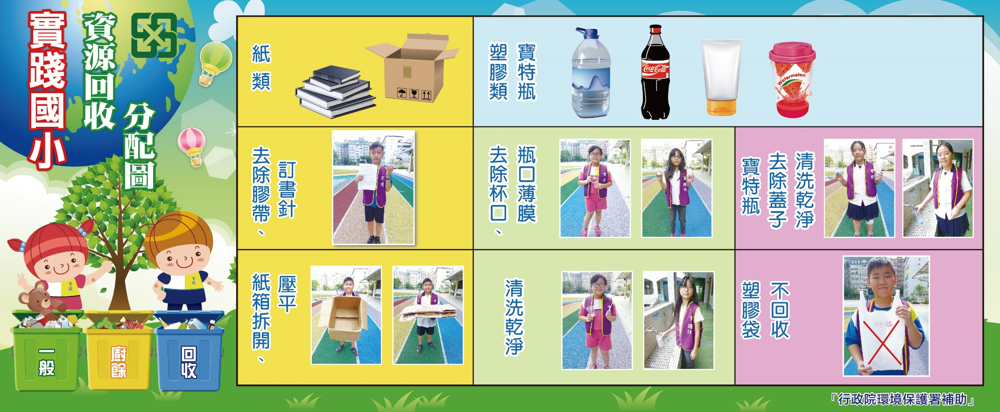 實踐國小
資源回收
分配圖
紙類
塑膠類
寶特瓶
Coca-Cola
Watermelon
去除膠帶、
訂書針
去除杯口、
瓶口薄膜
寶特瓶
去除蓋子
清洗乾淨
紙箱拆開、
壓平
清洗乾淨
塑膠袋
不回收
實踐
實踐
一般
廚餘
回收
「行政院環境保護署補助」